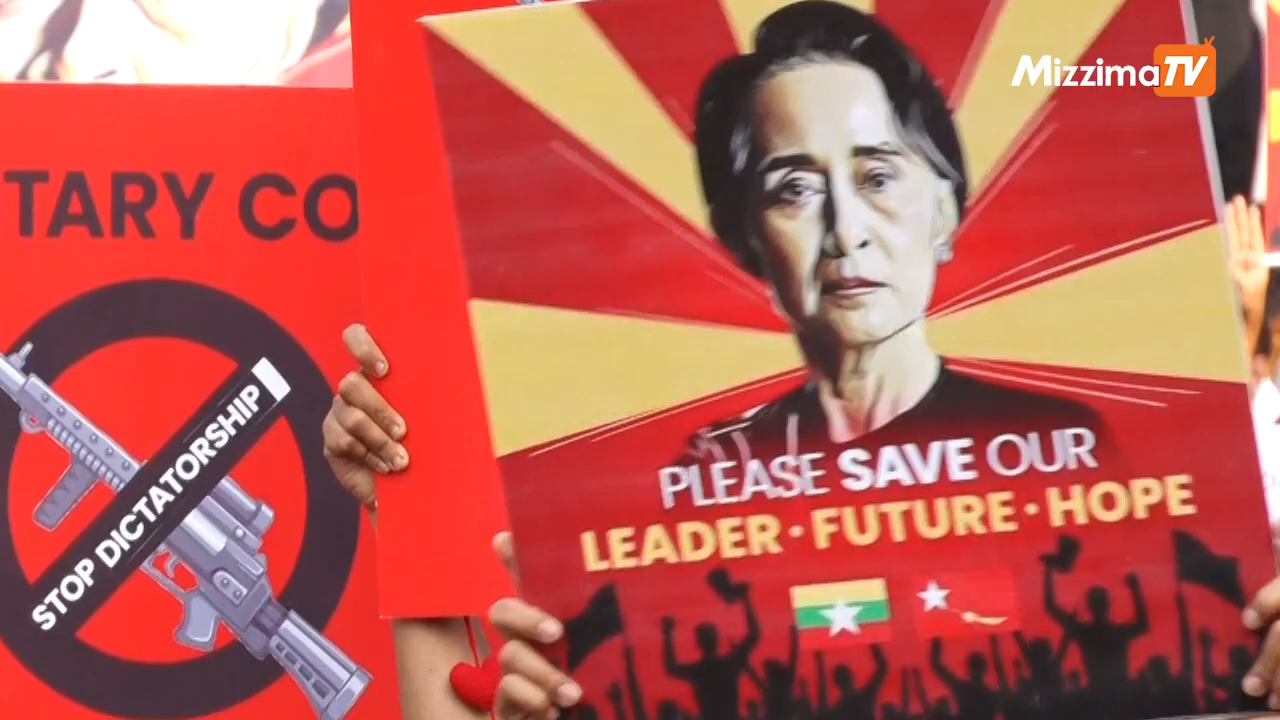 MizzimaTV
TARY CO
STOP DICTATORSHIP
PLEASE SAVE OUR
LEADER · FUTURE · HOPE